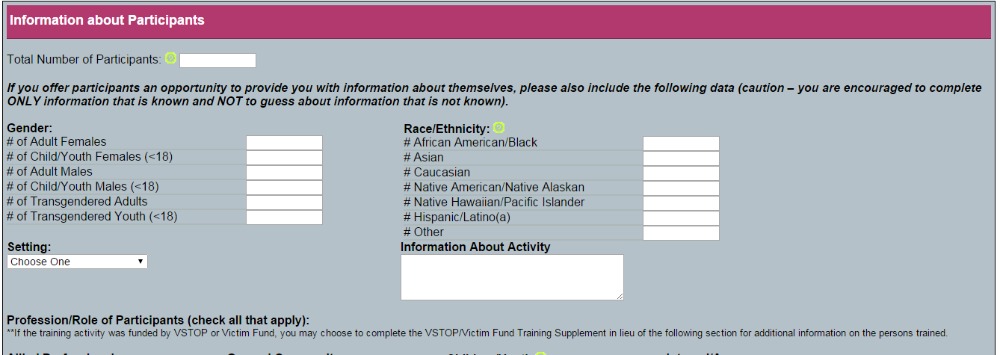 Information about Participants
Total Number of Participants:
If you offer participants an opportunity to provide you with information about themselves, please also include the following data (caution – you are encouraged to complete
ONLY information that is known and NOT to guess about information that is not known).
Gender:
# of Adult Females
# of Child/Youth Females (<18)
# of Adult Males
# of Child/Youth Males (<18)
# of Transgendered Adults
# of Transgendered Youth (<18)
Race/Ethnicity:
# African American/Black
# Asian
# Caucasian
# Native American/Native Alaskan
# Native Hawaiian/Pacific Islander
# Hispanic/Latino(a)
# Other
Setting:
Choose One
Information About Activity
Profession/Role of Participants (check all that apply):
**If the training activity was funded by VSTOP or Victim Fund, you may choose to complete the VSTOP/Victim Fund Training Supplement in lieu of the following section for additional information on the persons trained.